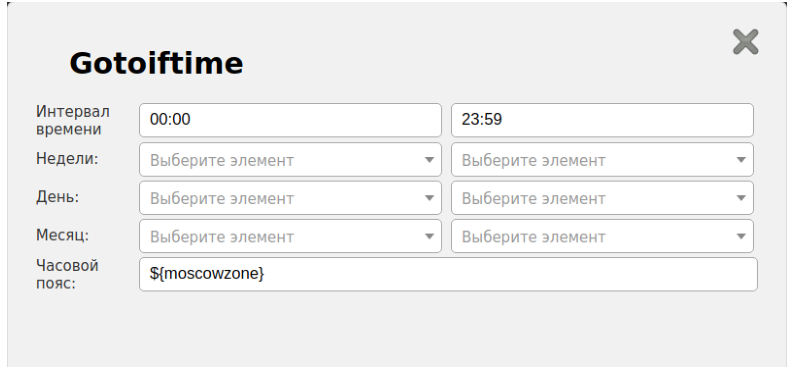 Gotoiftime
Интервал
времени
00:00
23:59
Недели:
Выберите элемент
Выберите элемент
День:
Выберите элемент
Выберите элемент
Месяц:
Выберите элемент
Выберите элемент
Часовой
пояс:
${moscowzone}